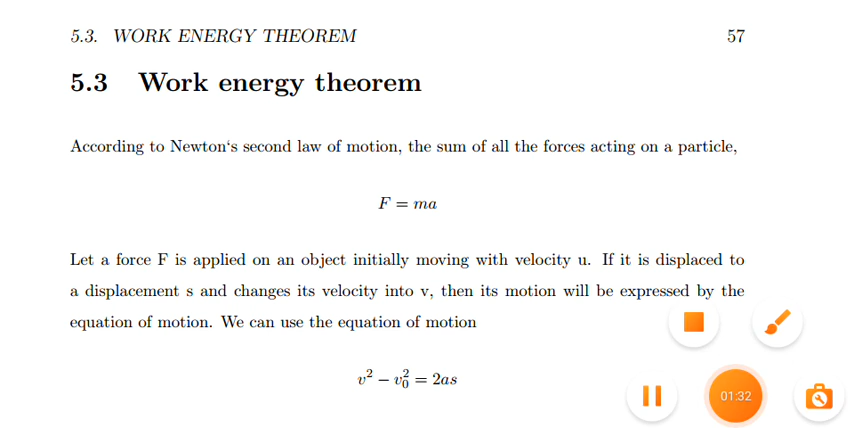 5.3. WORK ENERGY THEOREM 57
5.3 Work energy theorem
According to Newton‘s second law of motion, the sum of all the forces acting on a particle,
F = ma
Let a force F is applied on an object initially moving with velocity u. If it is displaced to
a displacement s and changes its velocity into v, then its motion will be expressed by the
equation of motion. We can use the equation of motion
v² − v₀² = 2as
01:32